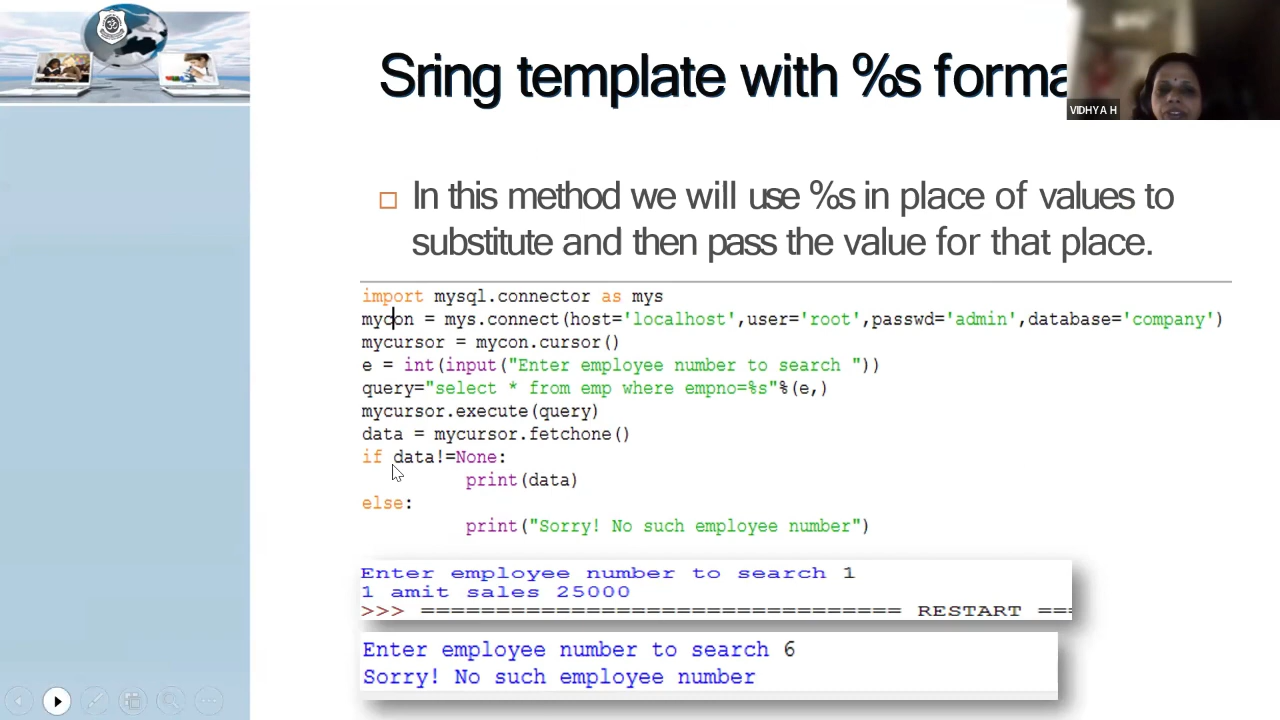 Sring template with %s forma
VIDHYA H
In this method we will use %s in place of values to
substitute and then pass the value for that place.
import mysql.connector as mys
mycon = mys.connect(host='localhost',user='root',passwd='admin',database='company')
mycursor = mycon.cursor()
e = int(input("Enter employee number to search "))
query="select * from emp where empno=%s"%(e,)
mycursor.execute(query)
data = mycursor.fetchone()
if data!=None:
print(data)
else:
print("Sorry! No such employee number")
Enter employee number to search 1
1 amit sales 25000
>>> ================================ RESTART ===
Enter employee number to search 6
Sorry! No such employee number